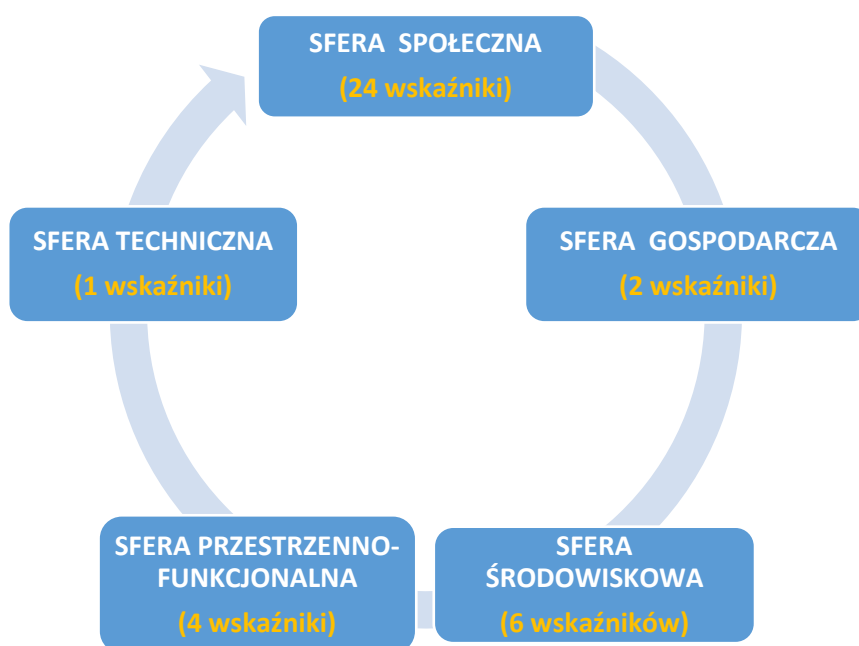 SFERA SPOŁECZNA
(24 wskaźniki)
SFERA GOSPODARCZA
(2 wskaźniki)
SFERA
ŚRODOWISKOWA
(6 wskaźników)
SFERA PRZESTRZENNO-
FUNKCJONALNA
(4 wskaźniki)
SFERA TECHNICZNA
(1 wskaźniki)